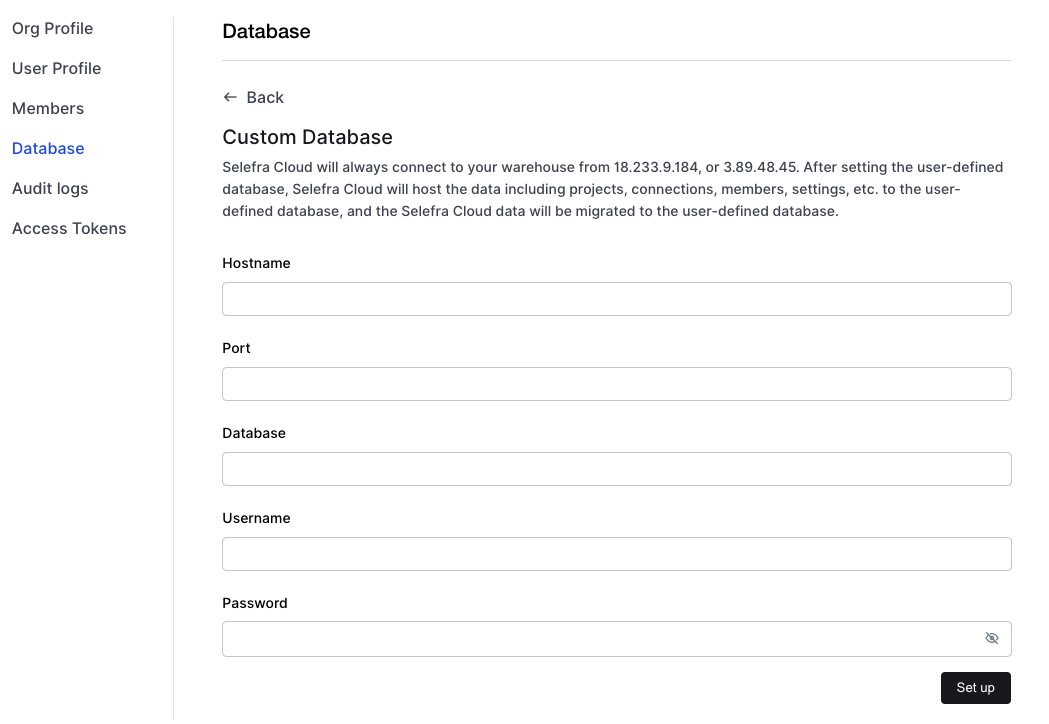 Org Profile
User Profile
Members
Database
Audit logs
Access Tokens
Database
← Back
Custom Database
Selefra Cloud will always connect to your warehouse from 18.233.9.184, or 3.89.48.45. After setting the user-defined
database, Selefra Cloud will host the data including projects, connections, members, settings, etc. to the user-
defined database, and the Selefra Cloud data will be migrated to the user-defined database.
Hostname
Port
Database
Username
Password
Set up